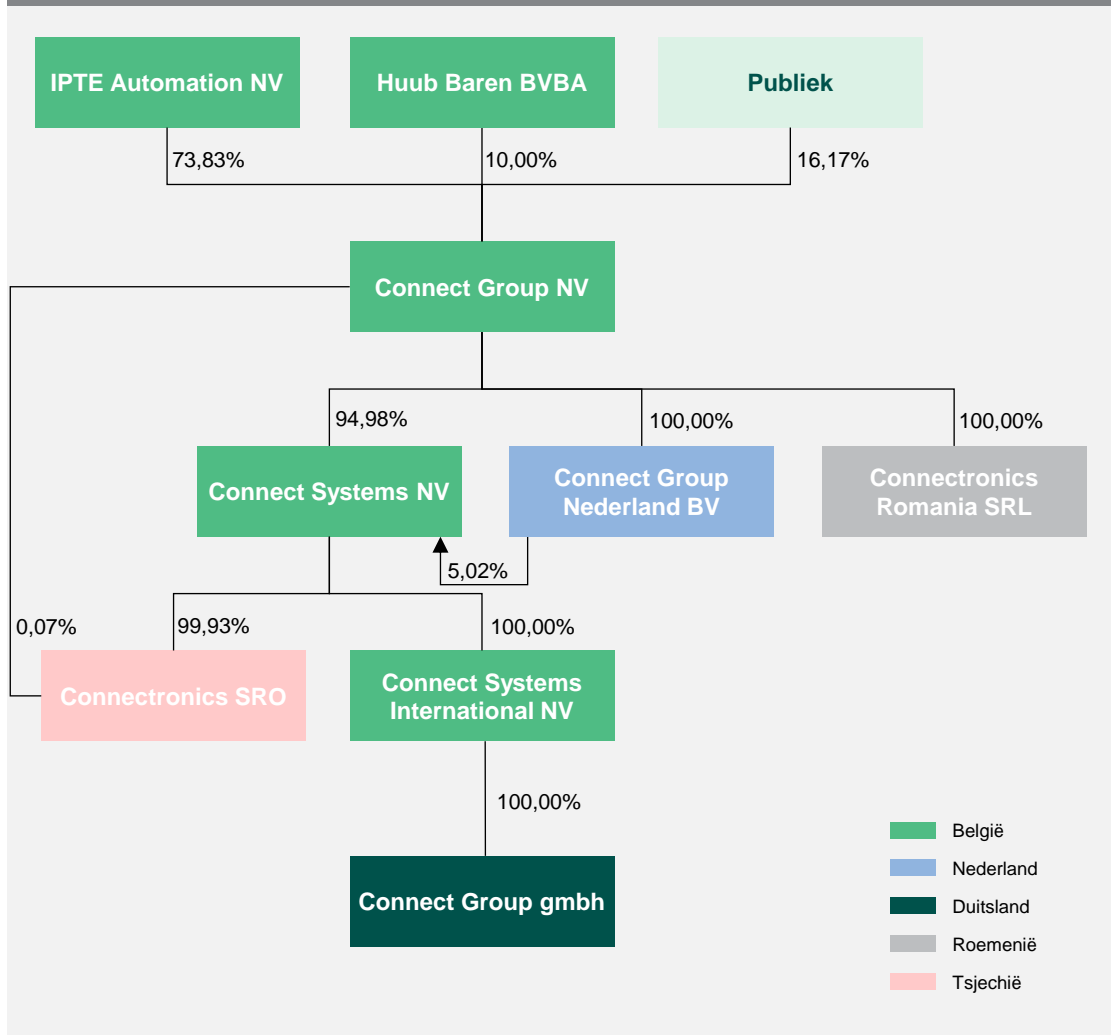 IPTE Automation NV
Huub Baren BVBA
Publiek
73,83%
10,00%
16,17%
Connect Group NV
94,98%
100,00%
100,00%
Connect Systems NV
Connect Group
Nederland BV
Connectronics
Romania SRL
5,02%
0,07%
99,93%
100,00%
Connectronics SRO
Connect Systems
International NV
100,00%
Connect Group gmbh
België
Nederland
Duitsland
Roemenië
Tsjechië